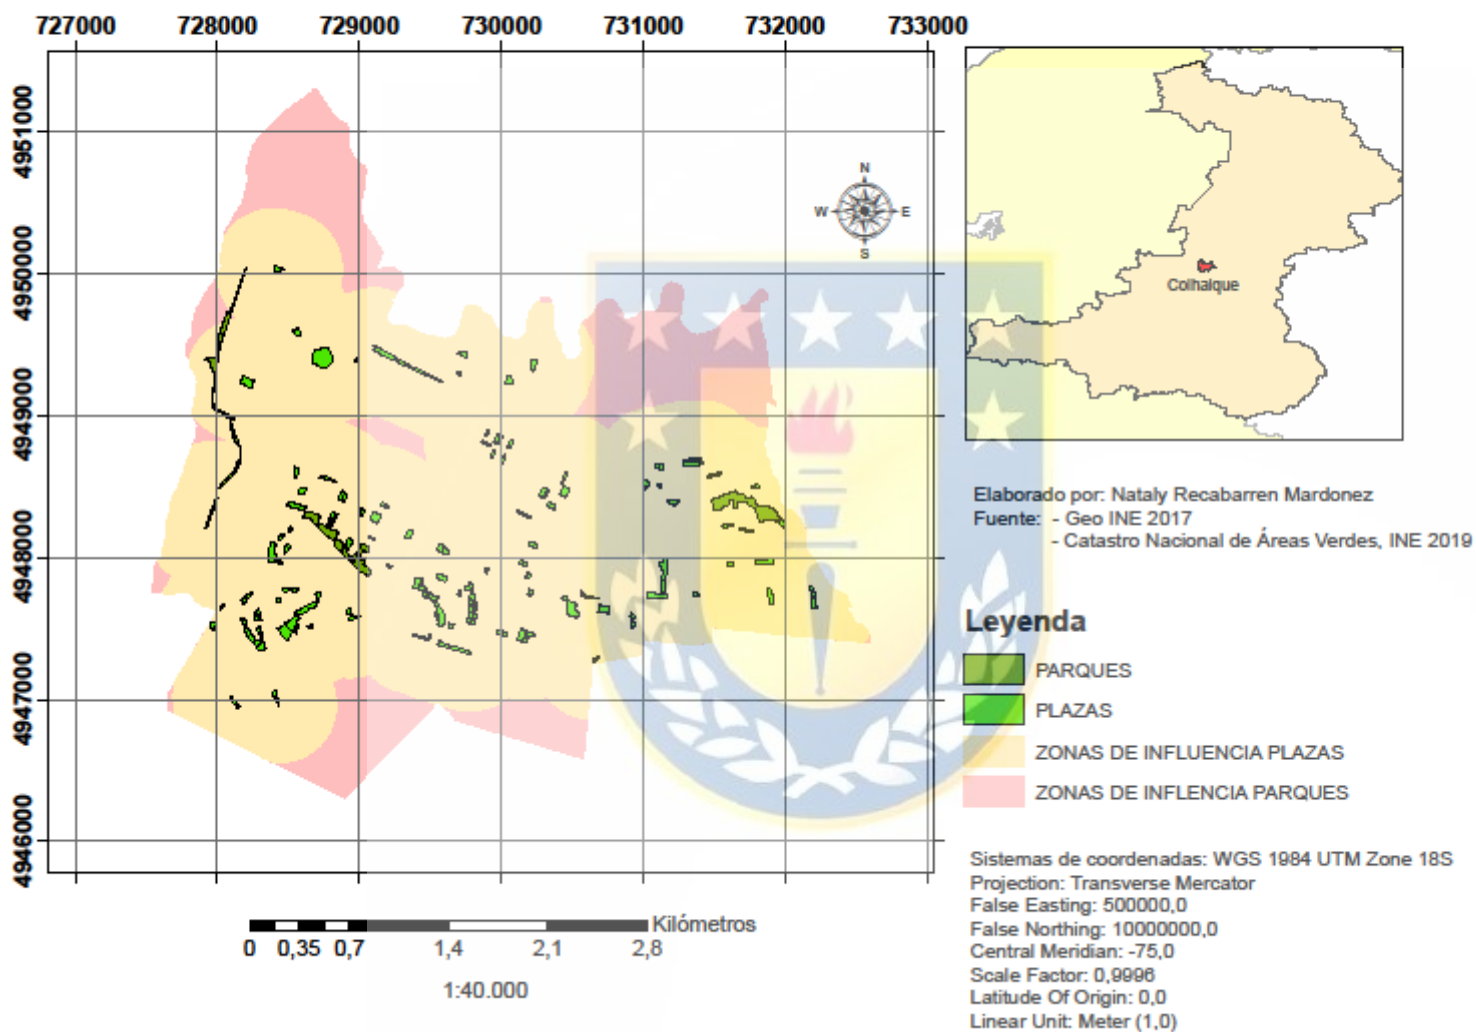 727000 728000 729000 730000 731000 732000 733000
4951000
4950000
4949000
4948000
4947000
4946000
N
W E
S
Colhaique
Elaborado por: Nataly Recabarren Mardonez
Fuente: - Geo INE 2017
- Catastro Nacional de Áreas Verdes, INE 2019
Leyenda
PARQUES
PLAZAS
ZONAS DE INFLUENCIA PLAZAS
ZONAS DE INFLENCIA PARQUES
Sistemas de coordenadas: WGS 1984 UTM Zone 18S
Projection: Transverse Mercator
False Easting: 500000,0
False Northing: 10000000,0
Central Meridian: -75,0
Scale Factor: 0,9996
Latitude Of Origin: 0,0
Linear Unit: Meter (1,0)
Kilómetros
0 0,35 0,7 1,4 2,1 2,8
1:40.000